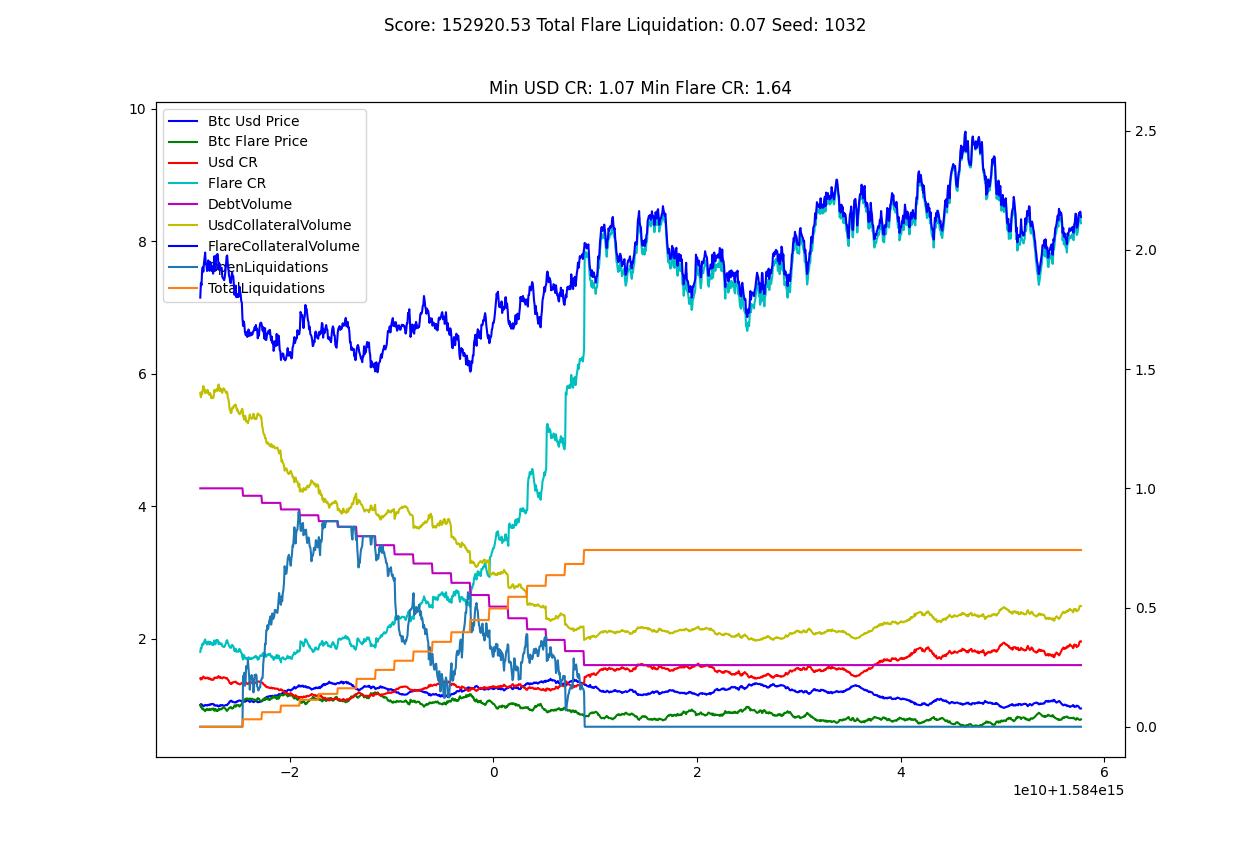 Score: 152920.53 Total Flare Liquidation: 0.07 Seed: 1032
Min USD CR: 1.07 Min Flare CR: 1.64
Btc Usd Price
Btc Flare Price
Usd CR
Flare CR
DebtVolume
UsdCollateralVolume
FlareCollateralVolume
OpenLiquidations
TotalLiquidations
10
8
6
4
2
2.5
2.0
1.5
1.0
0.5
0.0
−2
0
2
4
6
1e10+1.584e15